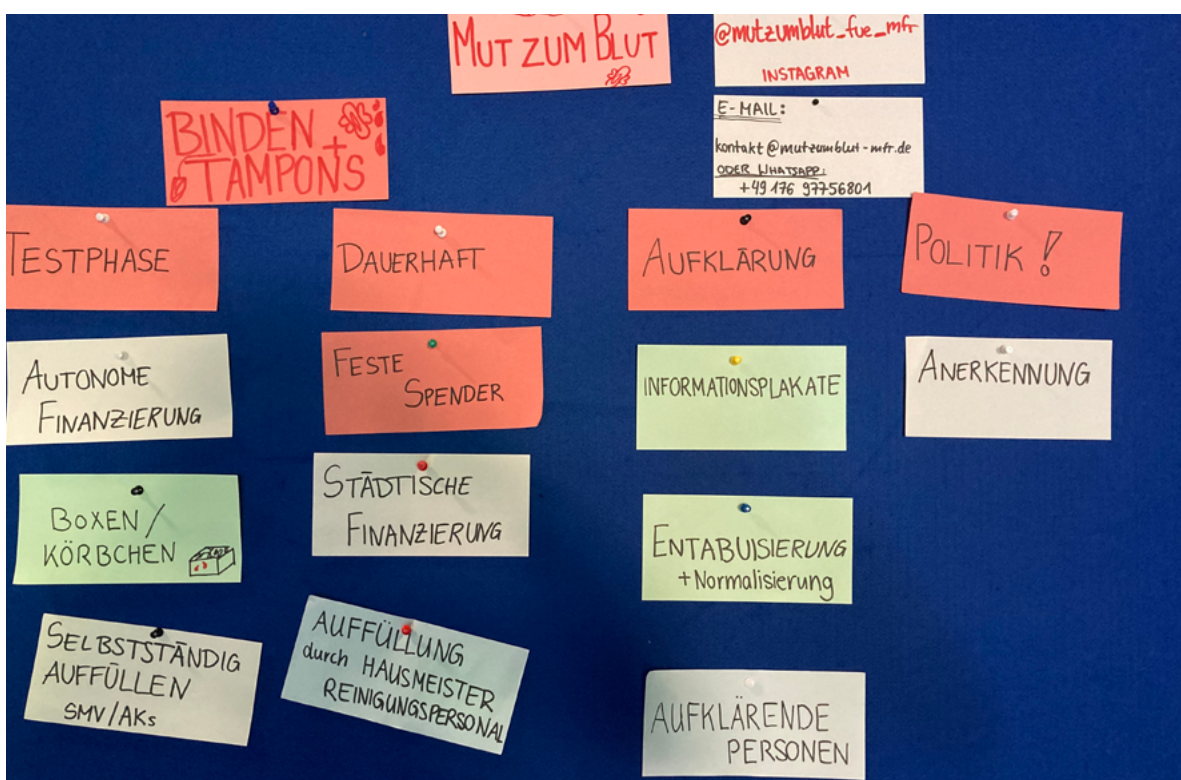 MUT ZUM BLUT
@mutzumblut_fue_mfr
INSTAGRAM
E-MAIL:
kontakt@mutzumblut-mfr.de
ODER WHATSAPP:
+49 176 97756801
BINDEN +
TAMPONS
TESTPHASE
AUTONOME
FINANZIERUNG
BOXEN/
KÖRBCHEN
SELBSTSTÄNDIG
AUFFÜLLEN
SMV/AKs
DAUERHAFT
FESTE
SPENDER
STÄDTISCHE
FINANZIERUNG
AUFFÜLLUNG
durch HAUSMEISTER
REINIGUNGSPERSONAL
AUFKLÄRUNG
INFORMATIONSPLAKATE
ENTABUISIERUNG
+Normalisierung
AUFKLÄRENDE
PERSONEN
POLITIK!
ANERKENNUNG